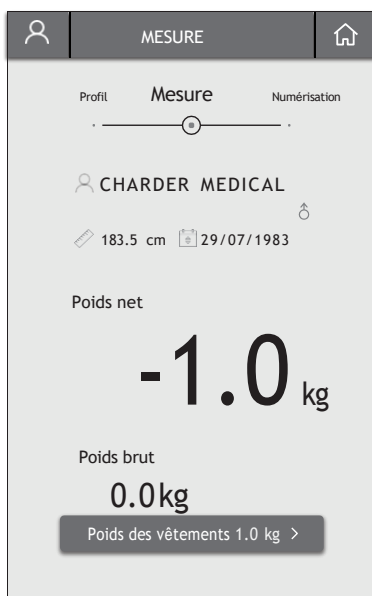 MESURE
Profil Mesure Numérisation
CHARDER MEDICAL
183.5 cm 29/07/1983
Poids net
-1.0 kg
Poids brut
0.0kg
Poids des vêtements 1.0 kg >